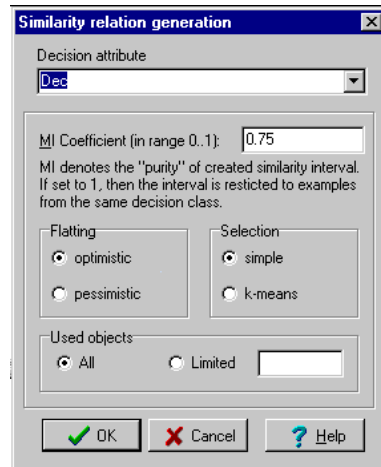 Similarity relation generation
Decision attribute
Dec
MI Coefficient (in range 0..1): 0.75
MI denotes the "purity" of created similarity interval.
If set to 1, then the interval is resticted to examples
from the same decision class.
Flatting Selection
optimistic simple
pessimistic k-means
Used objects
All Limited
OK Cancel Help